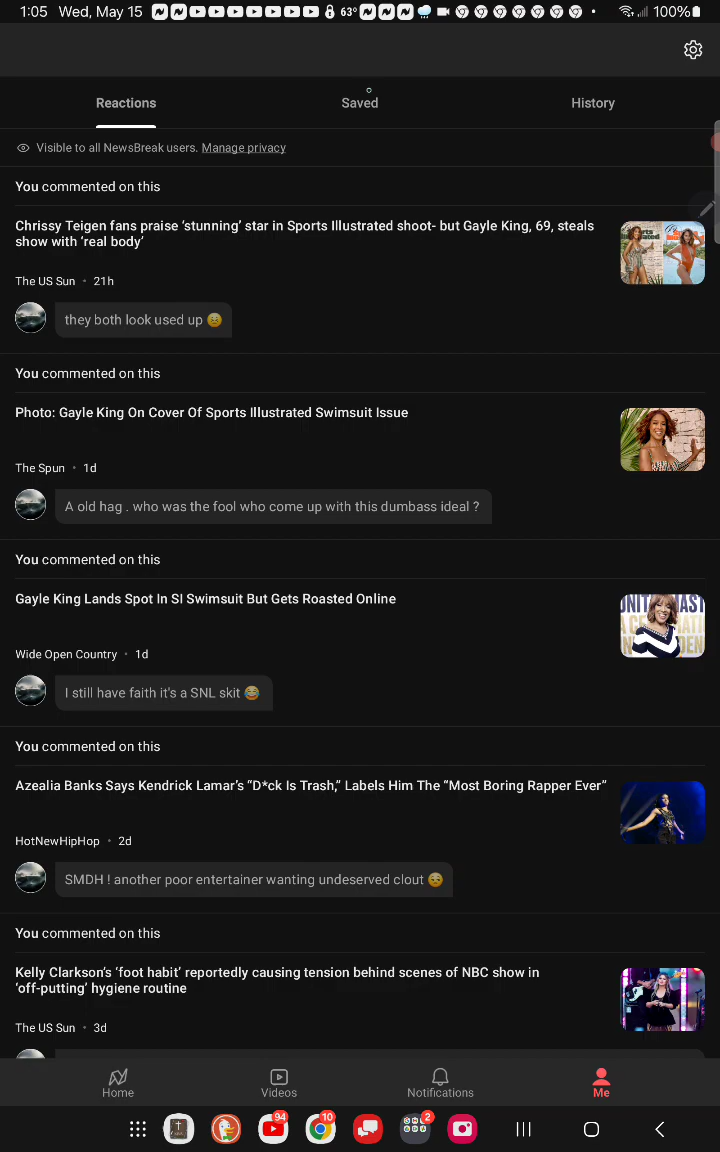 1:05 Wed, May 15 63° 100%
Reactions Saved History
Visible to all NewsBreak users. Manage privacy
You commented on this
Chrissy Teigen fans praise ‘stunning’ star in Sports Illustrated shoot- but Gayle King, 69, steals
show with ‘real body’
The US Sun • 21h
they both look used up 😣
You commented on this
Photo: Gayle King On Cover Of Sports Illustrated Swimsuit Issue
The Spun • 1d
A old hag . who was the fool who come up with this dumbass ideal ?
You commented on this
Gayle King Lands Spot In SI Swimsuit But Gets Roasted Online
Wide Open Country • 1d
I still have faith it's a SNL skit 😂
You commented on this
Azealia Banks Says Kendrick Lamar’s “D*ck Is Trash,” Labels Him The “Most Boring Rapper Ever”
HotNewHipHop • 2d
SMDH ! another poor entertainer wanting undeserved clout 😒
You commented on this
Kelly Clarkson’s ‘foot habit’ reportedly causing tension behind scenes of NBC show in
‘off-putting’ hygiene routine
The US Sun • 3d
Home Videos Notifications Me
94 10 2